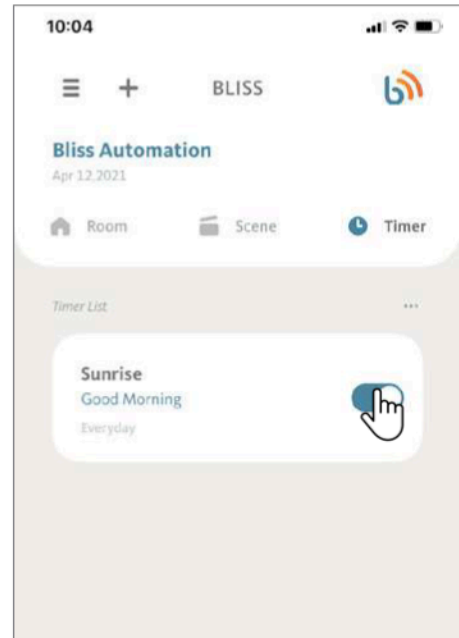 10:04
BLISS
Bliss Automation
Apr 12,2021
Room Scene Timer
Timer List
Sunrise
Good Morning
Everyday